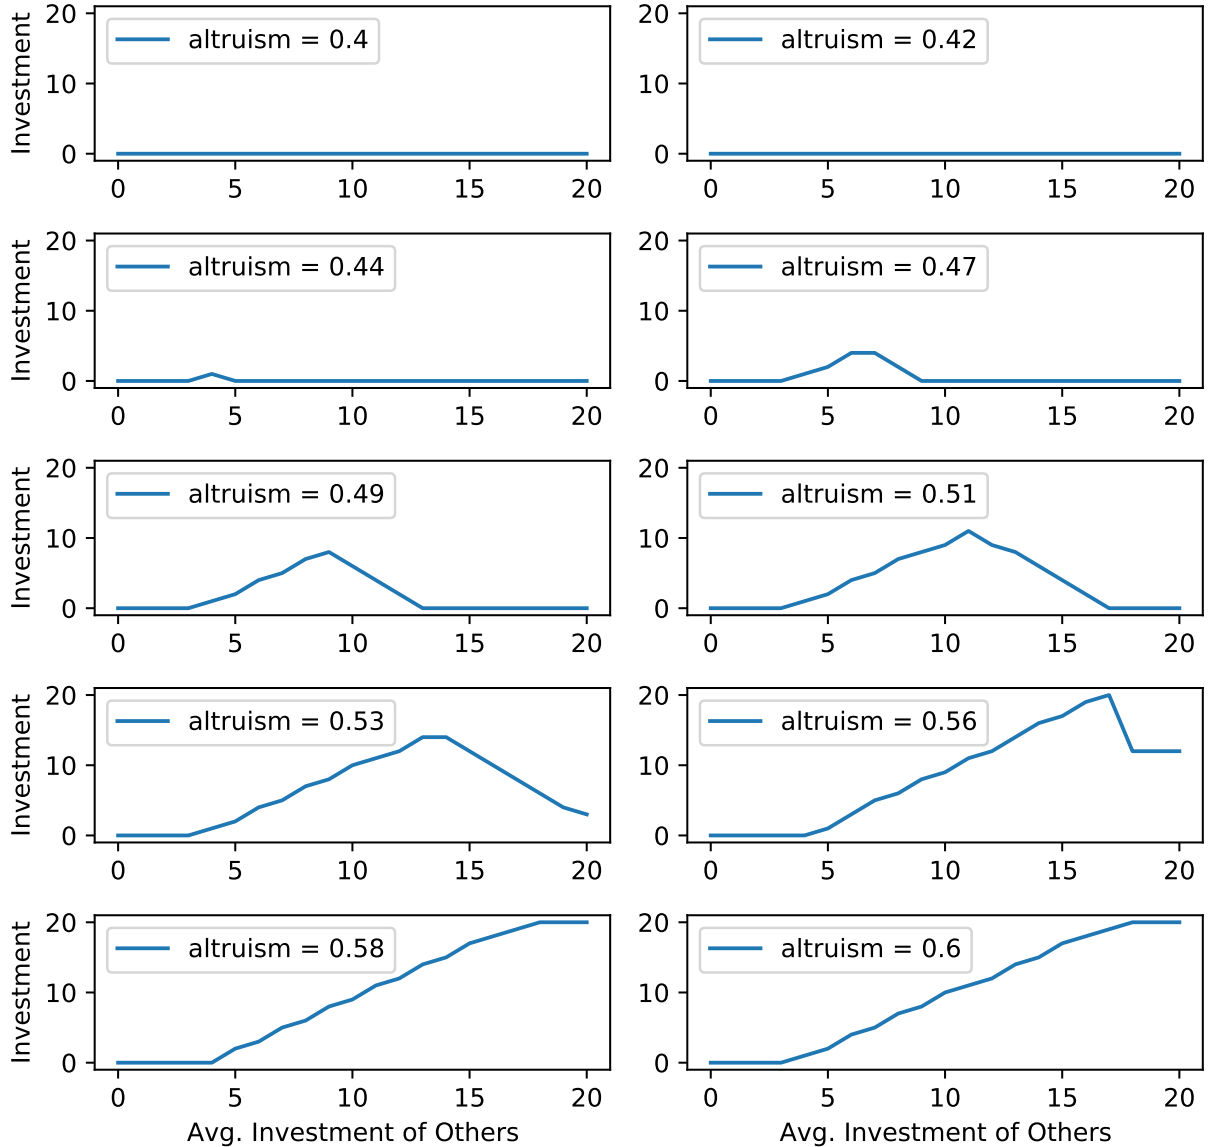 altruism = 0.4
Investment
20
10
0
0 5 10 15 20
altruism = 0.42
20
10
0
0 5 10 15 20
altruism = 0.44
Investment
20
10
0
0 5 10 15 20
altruism = 0.47
20
10
0
0 5 10 15 20
altruism = 0.49
Investment
20
10
0
0 5 10 15 20
altruism = 0.51
20
10
0
0 5 10 15 20
altruism = 0.53
Investment
20
10
0
0 5 10 15 20
altruism = 0.56
20
10
0
0 5 10 15 20
altruism = 0.58
Investment
20
10
0
0 5 10 15 20
Avg. Investment of Others
altruism = 0.6
20
10
0
0 5 10 15 20
Avg. Investment of Others